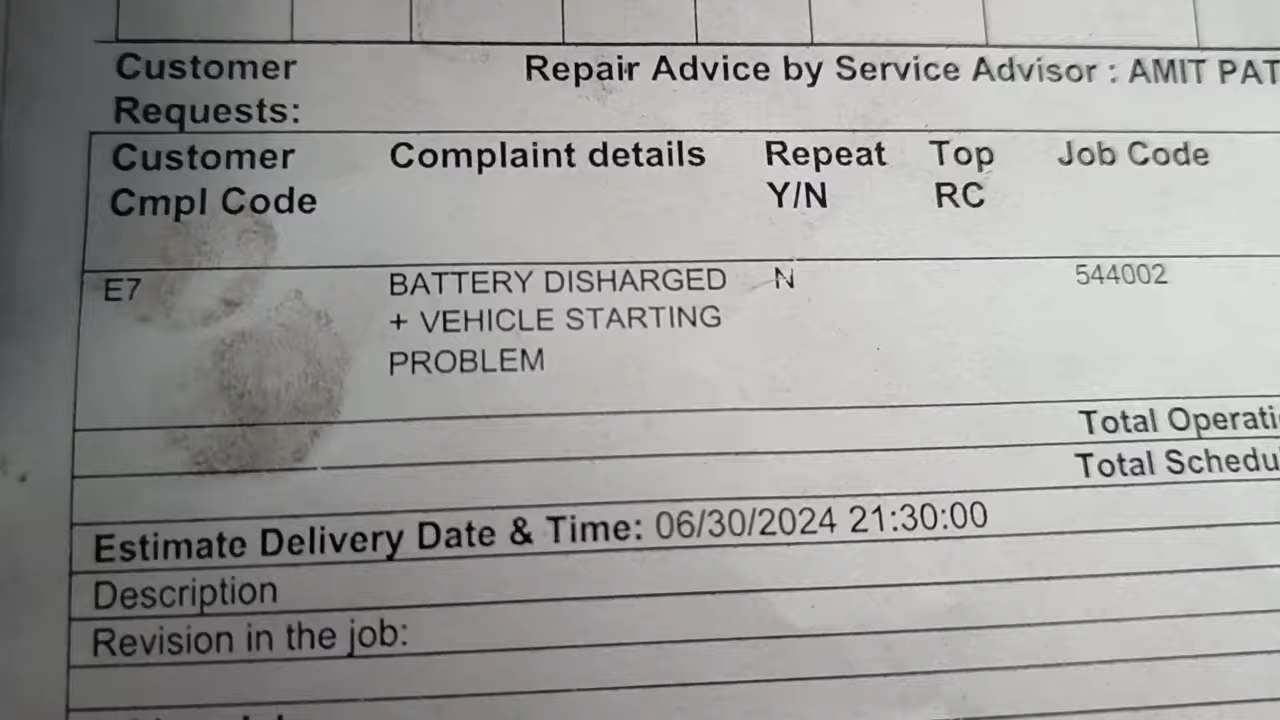 Customer Requests:
Repair Advice by Service Advisor : AMIT PAT
Customer Cmpl Code
Complaint details
Repeat Y/N
Top RC
Job Code
E7
BATTERY DISHARGED
+ VEHICLE STARTING
PROBLEM
N
544002
Total Operati
Total Schedu
Estimate Delivery Date & Time: 06/30/2024 21:30:00
Description
Revision in the job: